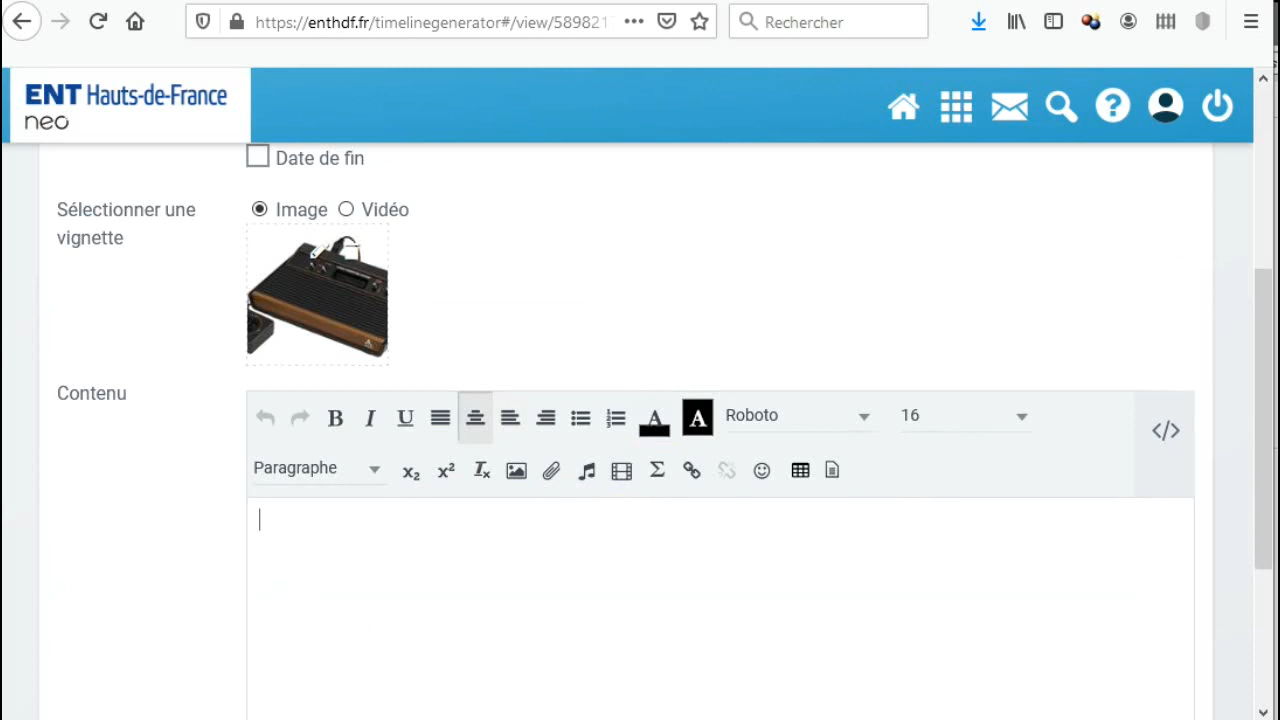 https://enthdf.fr/timelinegenerator#/view/589821
Rechercher
ENT Hauts-de-France
neo
Date de fin
Sélectionner une
vignette
Image
Vidéo
Contenu
Roboto
16
Paragraphe